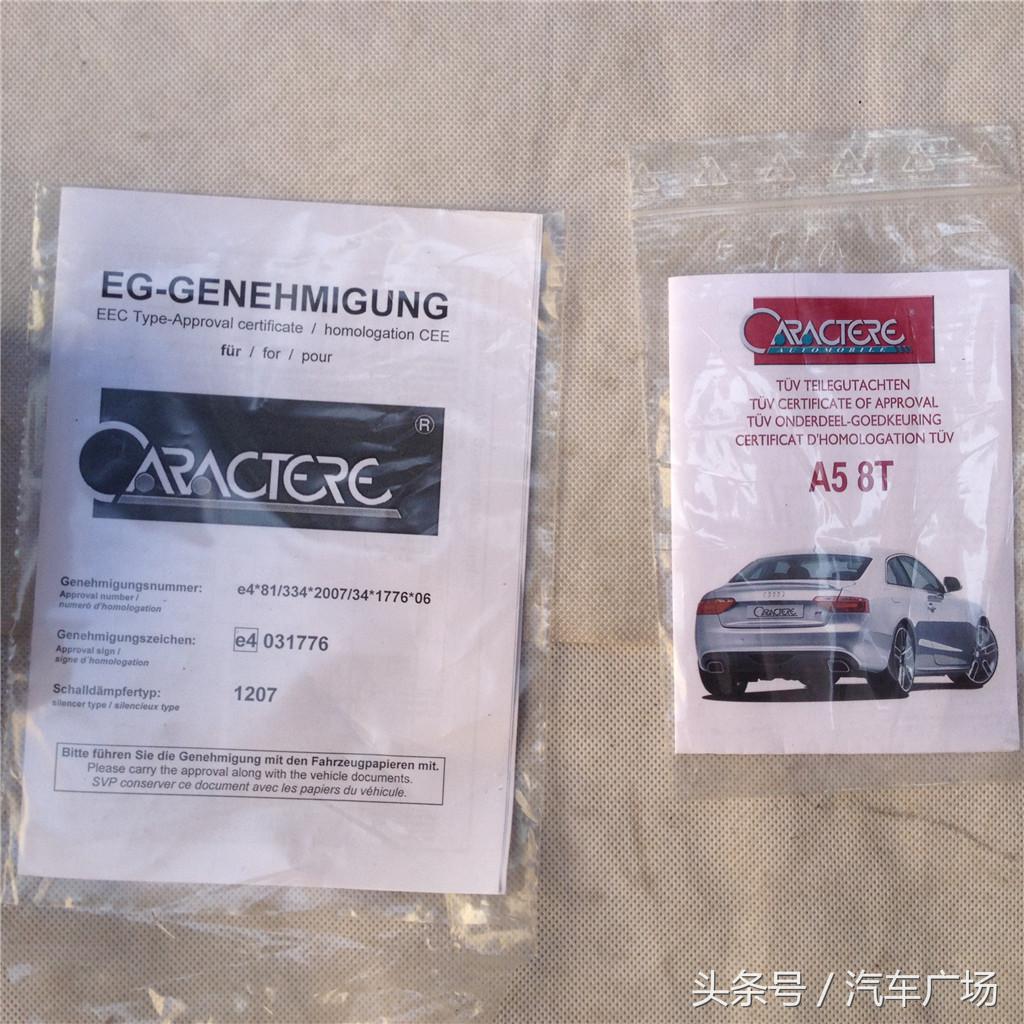 EG-GENEHMIGUNG
EEC Type-Approval certificate / homologation CEE
für / for / pour
CARACTERE ®
Genehmigungsnummer: e4*81/334*2007/34*1776*06
Approval number /
numeró d'homologation
Genehmigungszeichen: e4 031776
Approval sign /
signe d'homologation
Schalldämpfertyp: 1207
silencer type / silencieux type
Bitte führen Sie die Genehmigung mit den Fahrzeugpapieren mit.
Please carry the approval along with the vehicle documents.
SVP conserver ce document avec les papiers du véhicule.
CARACTERE
AUTOMOBILE
TÜV TEILEGUTACHTEN
TÜV CERTIFICATE OF APPROVAL
TÜV ONDERDEEL-GOEDKEURING
CERTIFICAT D'HOMOLOGATION TÜV
A5 8T
CARACTERE
头条号 / 汽车广场